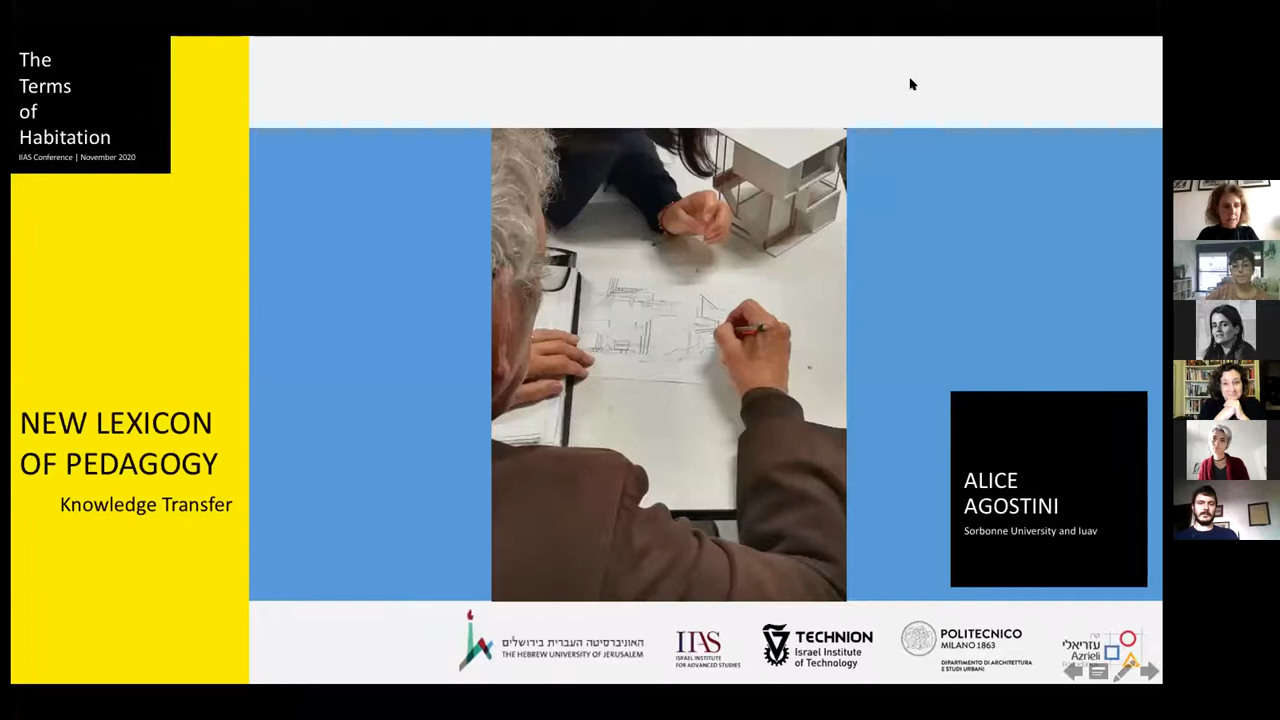 The
Terms
of
Habitation
IIAS Conference | November 2020
NEW LEXICON
OF PEDAGOGY
Knowledge Transfer
ALICE
AGOSTINI
Sorbonne University and Iuav
האוניברסיטה העברית בירושלים
THE HEBREW UNIVERSITY OF JERUSALEM
IIAS
ISRAEL INSTITUTE
FOR ADVANCED STUDIES
TECHNION
Israel Institute
of Technology
POLITECNICO
MILANO 1863
DIPARTIMENTO DI ARCHITETTURA
E STUDI URBANI
קרן
עזריאלי
Azrieli